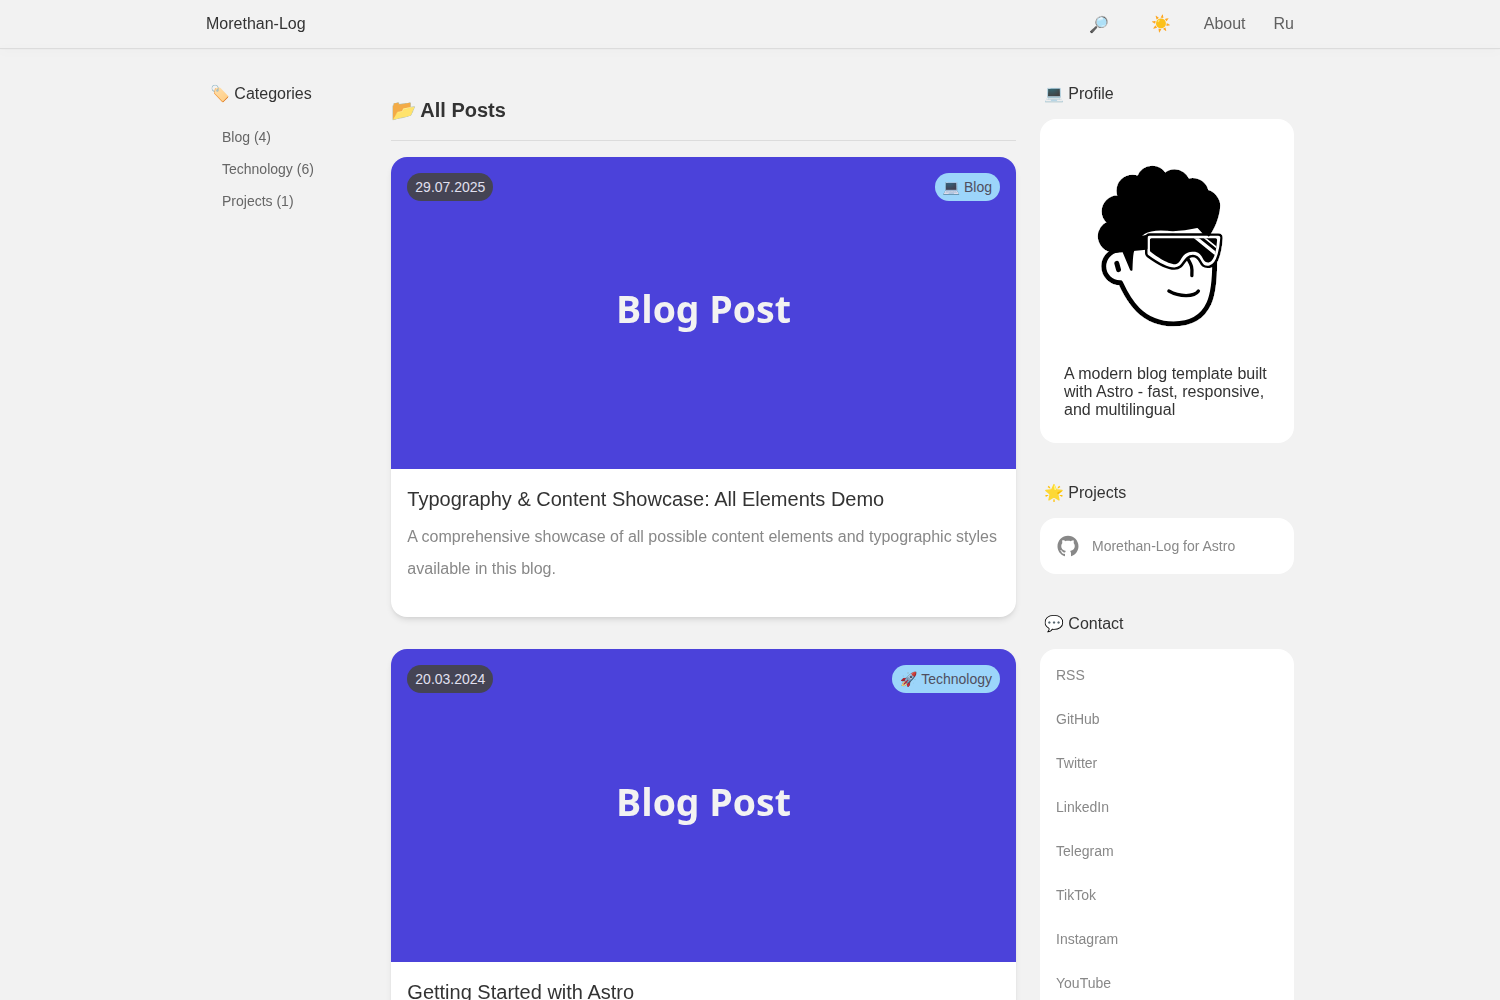 Morethan-Log
🔎 ☀️ About Ru
🏷️ Categories
Blog (4)
Technology (6)
Projects (1)
📂 All Posts
29.07.2025
💻 Blog
Blog Post
Typography & Content Showcase: All Elements Demo
A comprehensive showcase of all possible content elements and typographic styles
available in this blog.
20.03.2024
🚀 Technology
Blog Post
Getting Started with Astro
💻 Profile
A modern blog template built
with Astro - fast, responsive,
and multilingual
🌟 Projects
Morethan-Log for Astro
💬 Contact
RSS
GitHub
Twitter
LinkedIn
Telegram
TikTok
Instagram
YouTube